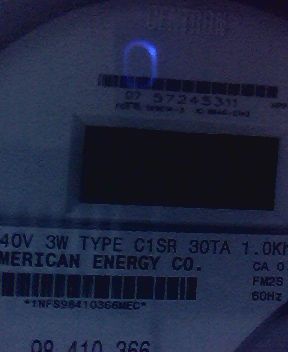 07 57245311
40V 3W TYPE C1SR 30TA 1.0K
MERICAN ENERGY CO.
CA 0
FM2S
60Hz
*1NFS98410366MEC*
98 410 366